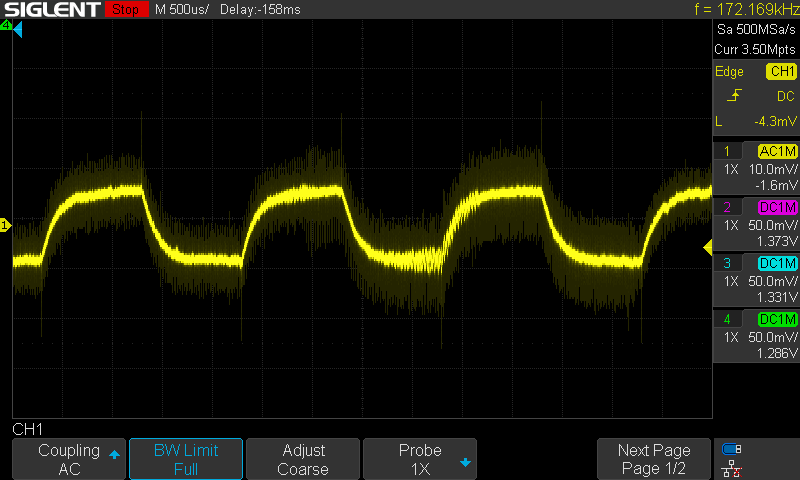 SIGLENT Stop M 500us/ Delay:-158ms f = 172.169kHz
Sa 500MSa/s
Curr 3.50Mpts
Edge CH1
DC
L -4.3mV
1 AC1M
1X 10.0mV/
-1.6mV
2 DC1M
1X 50.0mV/
1.373V
3 DC1M
1X 50.0mV/
1.331V
4 DC1M
1X 50.0mV/
1.286V
4
1
CH1
Coupling
AC
BW Limit
Full
Adjust
Coarse
Probe
1X
Next Page
Page 1/2